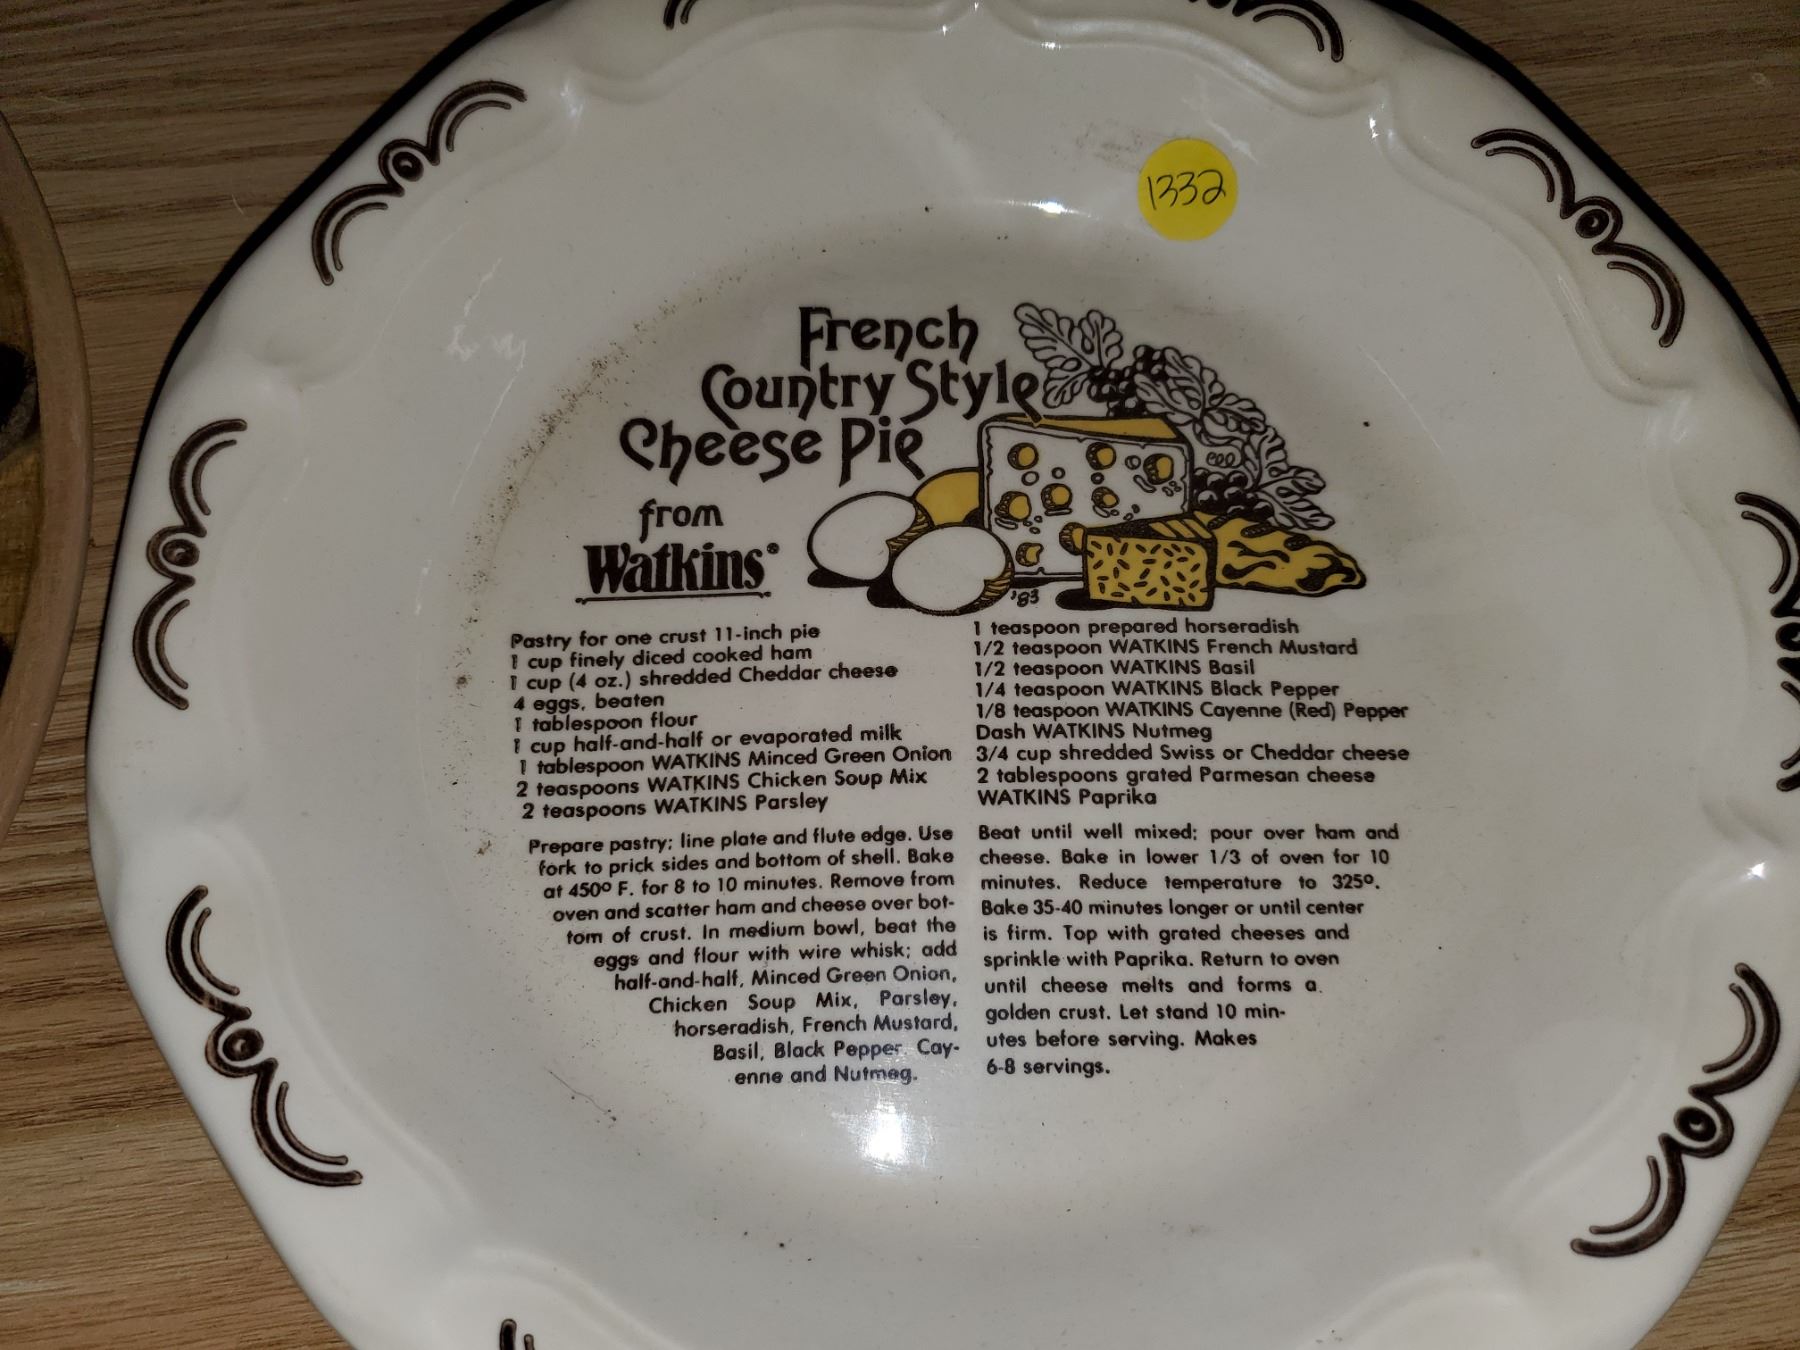 1332
French
Country Style
Cheese Pie
from
Watkins®
'83
Pastry for one crust 11-inch pie
1 cup finely diced cooked ham
1 cup (4 oz.) shredded Cheddar cheese
4 eggs, beaten
1 tablespoon flour
1 cup half-and-half or evaporated milk
1 tablespoon WATKINS Minced Green Onion
2 teaspoons WATKINS Chicken Soup Mix
2 teaspoons WATKINS Parsley
1 teaspoon prepared horseradish
1/2 teaspoon WATKINS French Mustard
1/2 teaspoon WATKINS Basil
1/4 teaspoon WATKINS Black Pepper
1/8 teaspoon WATKINS Cayenne (Red) Pepper
Dash WATKINS Nutmeg
3/4 cup shredded Swiss or Cheddar cheese
2 tablespoons grated Parmesan cheese
WATKINS Paprika
Prepare pastry; line plate and flute edge. Use
fork to prick sides and bottom of shell. Bake
at 450º F. for 8 to 10 minutes. Remove from
oven and scatter ham and cheese over bot-
tom of crust. In medium bowl, beat the
eggs and flour with wire whisk; add
half-and-half, Minced Green Onion,
Chicken Soup Mix, Parsley,
horseradish, French Mustard,
Basil, Black Pepper, Cay-
enne and Nutmeg.
Beat until well mixed; pour over ham and
cheese. Bake in lower 1/3 of oven for 10
minutes. Reduce temperature to 325º.
Bake 35-40 minutes longer or until center
is firm. Top with grated cheeses and
sprinkle with Paprika. Return to oven
until cheese melts and forms a
golden crust. Let stand 10 min-
utes before serving. Makes
6-8 servings.